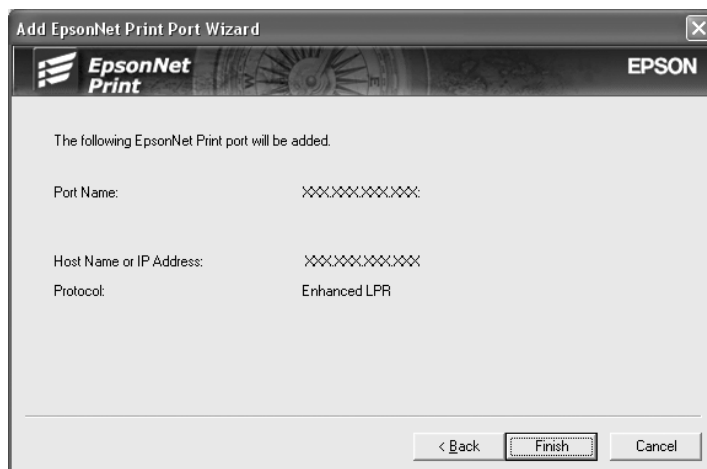 Add EpsonNet Print Port Wizard
EpsonNet
Print
EPSON
The following EpsonNet Print port will be added.
Port Name: XXX.XXX.XXX.XXX:
Host Name or IP Address: XXX.XXX.XXX.XXX
Protocol: Enhanced LPR
< Back Finish Cancel